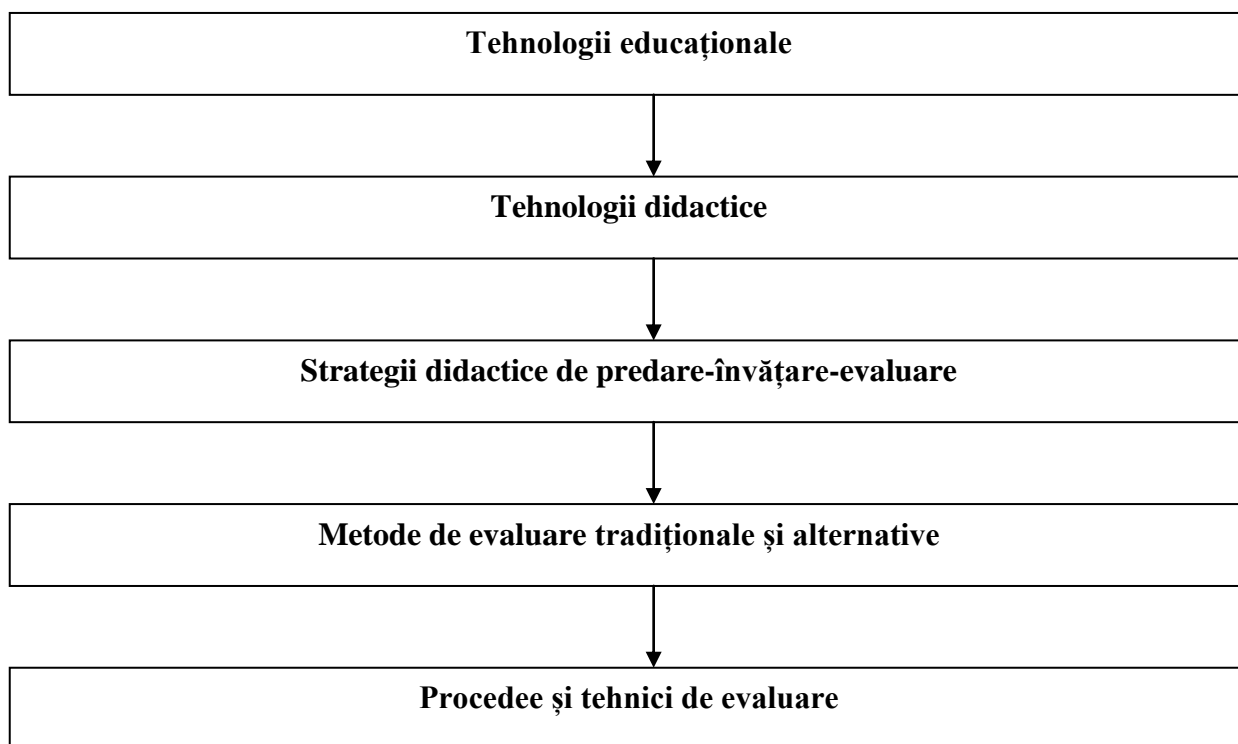 Tehnologii educaționale
Tehnologii didactice
Strategii didactice de predare-învățare-evaluare
Metode de evaluare tradiționale și alternative
Procedee și tehnici de evaluare